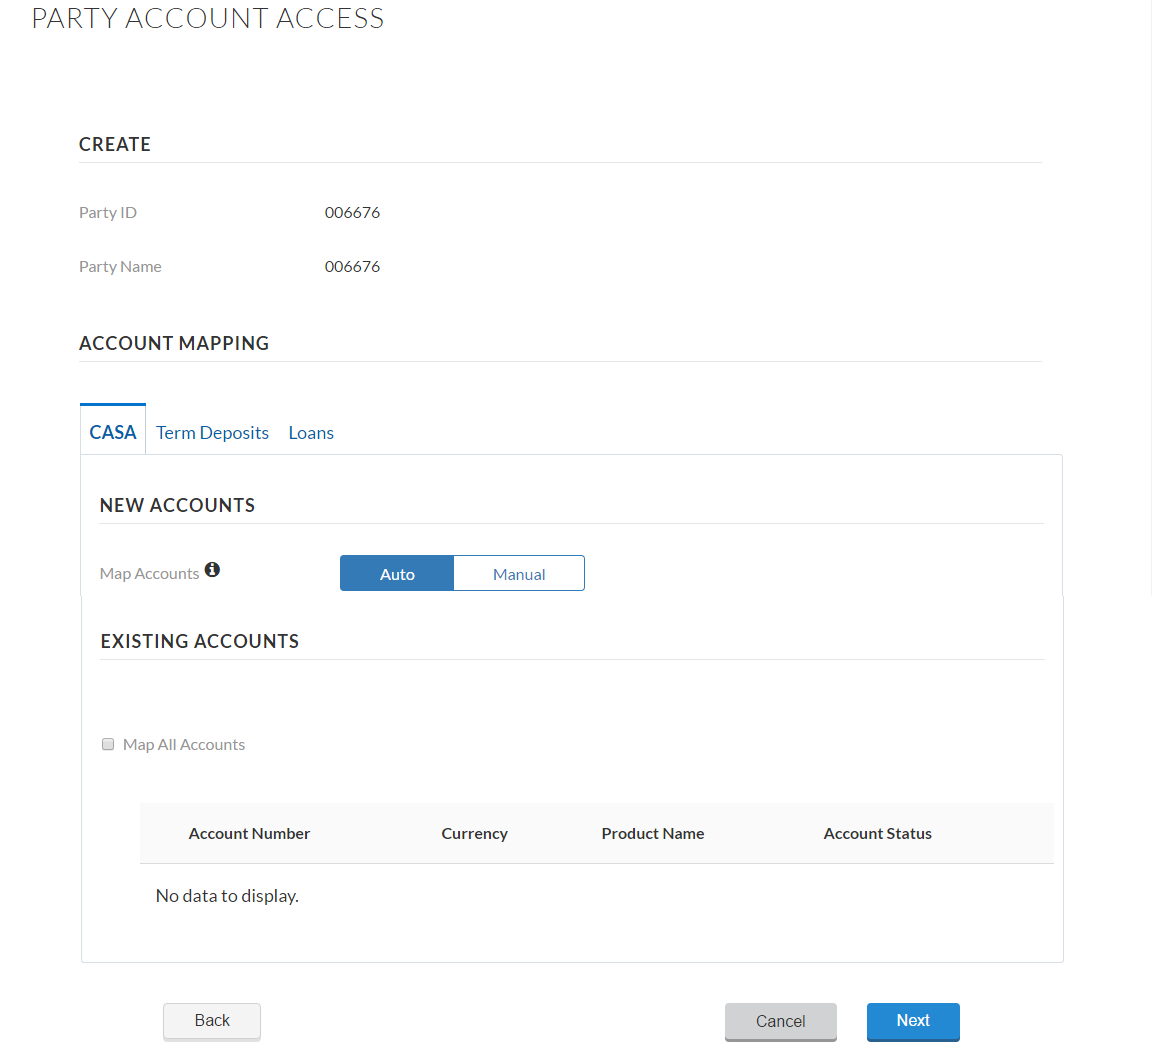 PARTY ACCOUNT ACCESS
CREATE
Party ID 006676
Party Name 006676
ACCOUNT MAPPING
CASA Term Deposits Loans
NEW ACCOUNTS
Map Accounts Auto Manual
EXISTING ACCOUNTS
Map All Accounts
Account Number Currency Product Name Account Status
No data to display.
Back Cancel Next